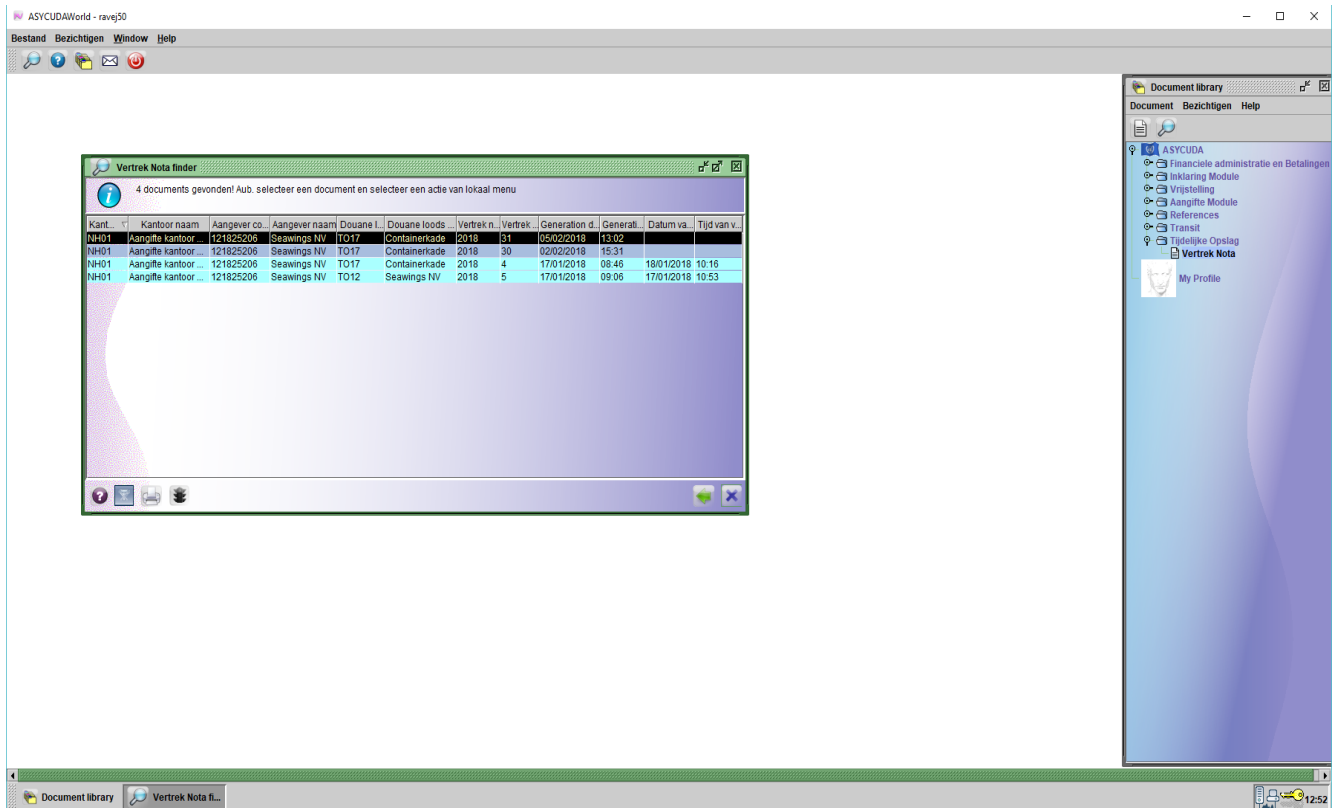 ASYCUDAWorld - ravej50
Bestand Bezichtigen Window Help
Vertrek Nota finder
4 documents gevonden! Aub. selecteer een document en selecteer een actie van lokaal menu
Kant... Kantoor naam Aangever co... Aangever naam Douane l... Douane loods ... Vertrek n... Vertrek ... Generation d... Generati... Datum va... Tijd van v...
NH01 Aangifte kantoor ... 121825206 Seawings NV TO17 Containerkade 2018 31 05/02/2018 13:02
NH01 Aangifte kantoor ... 121825206 Seawings NV TO17 Containerkade 2018 30 02/02/2018 15:31
NH01 Aangifte kantoor ... 121825206 Seawings NV TO17 Containerkade 2018 4 17/01/2018 08:46 18/01/2018 10:16
NH01 Aangifte kantoor ... 121825206 Seawings NV TO12 Seawings NV 2018 5 17/01/2018 09:06 17/01/2018 10:53
Document library
Document Bezichtigen Help
ASYCUDA
Financiele administratie en Betalingen
Inklaring Module
Vrijstelling
Aangifte Module
References
Transit
Tijdelijke Opslag
Vertrek Nota
My Profile
Document library Vertrek Nota fi... 12:52